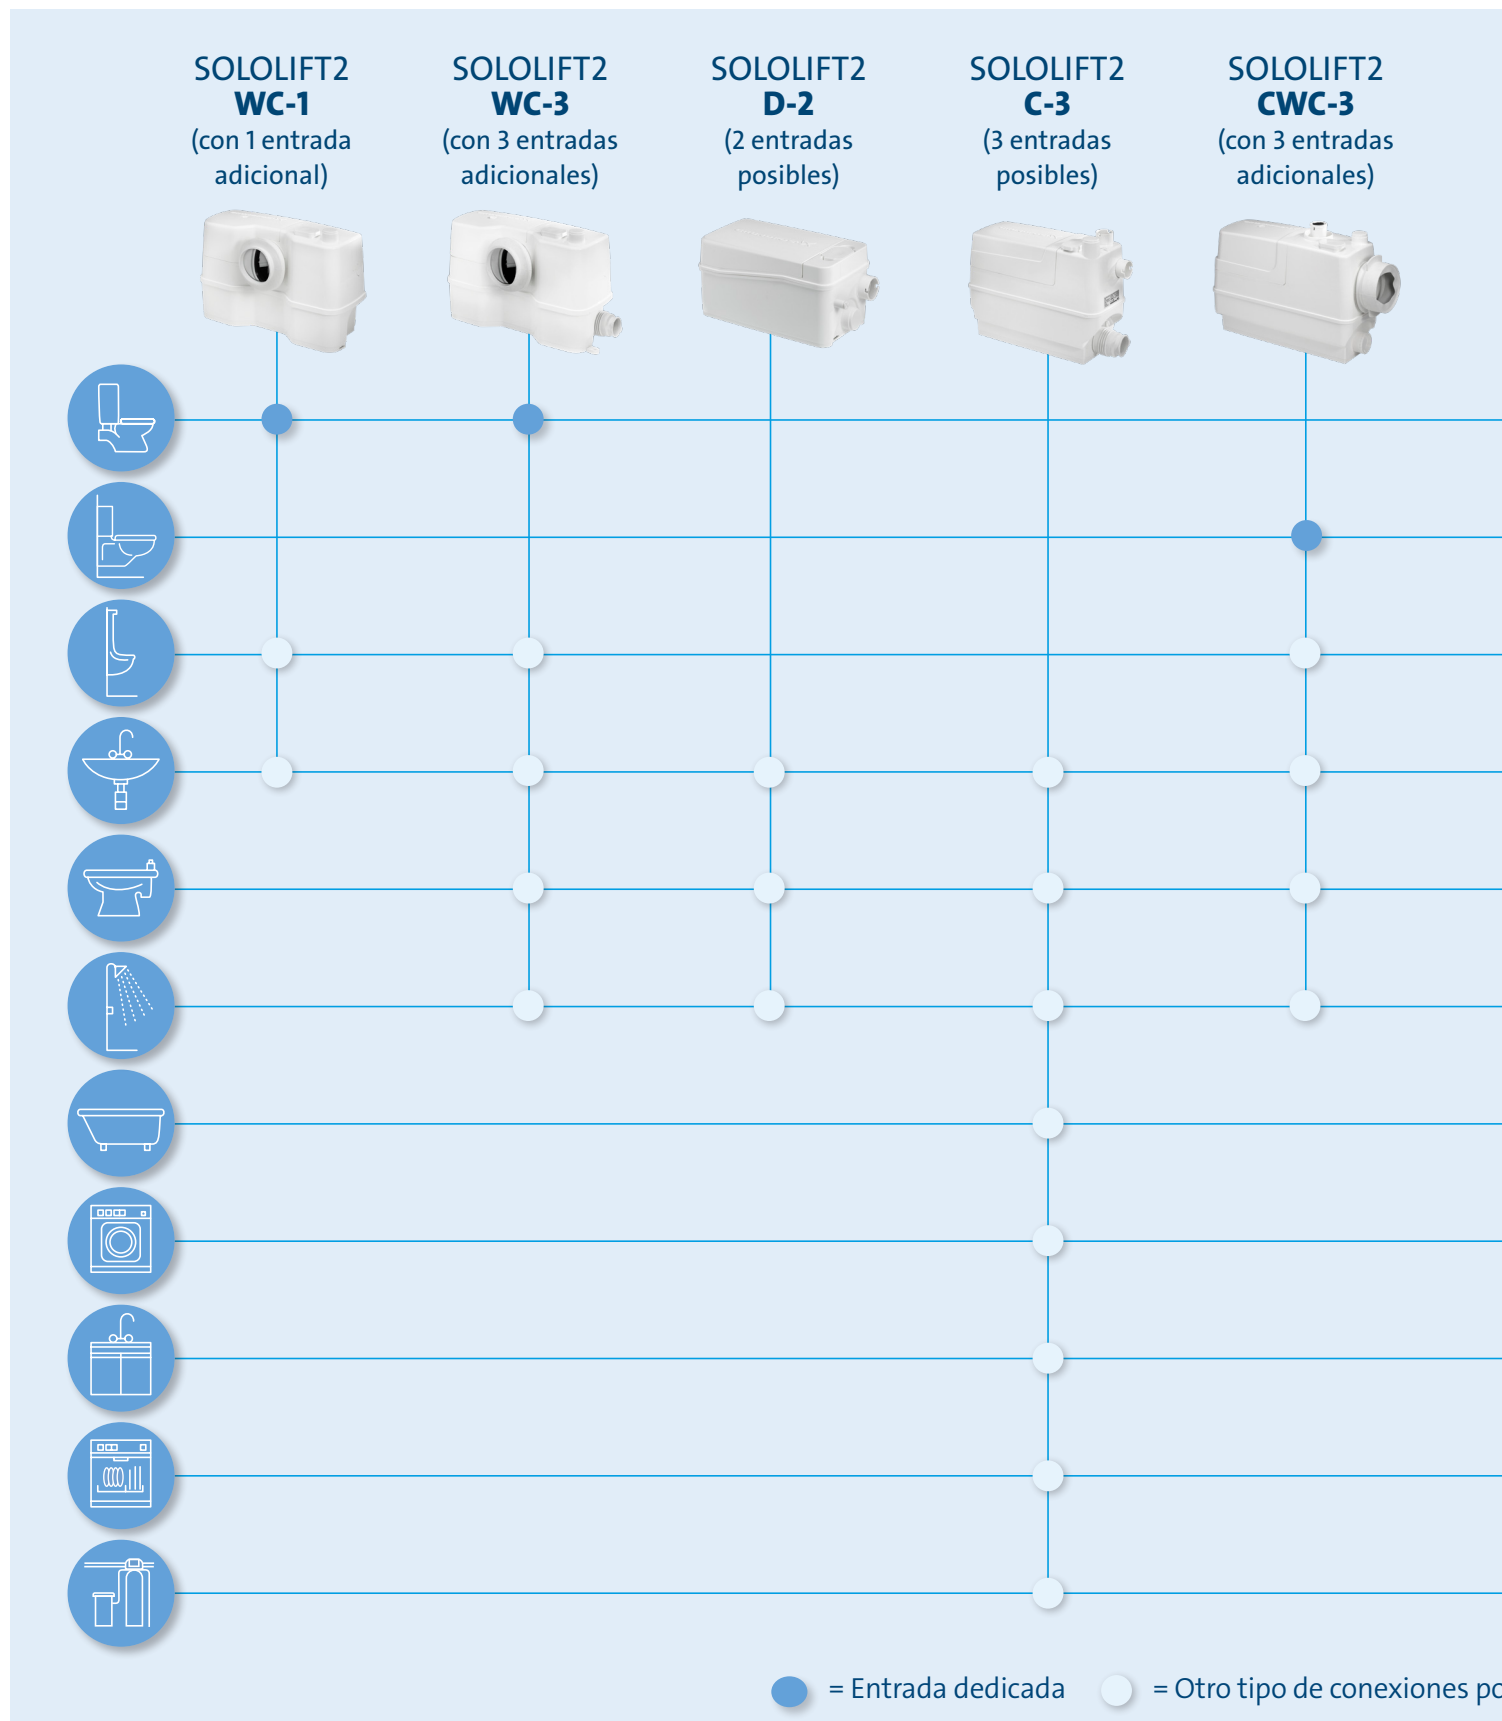 SOLOLIFT2
WC-1
(con 1 entrada
adicional)
SOLOLIFT2
WC-3
(con 3 entradas
adicionales)
SOLOLIFT2
D-2
(2 entradas
posibles)
SOLOLIFT2
C-3
(3 entradas
posibles)
SOLOLIFT2
CWC-3
(con 3 entradas
adicionales)
= Entrada dedicada
= Otro tipo de conexiones